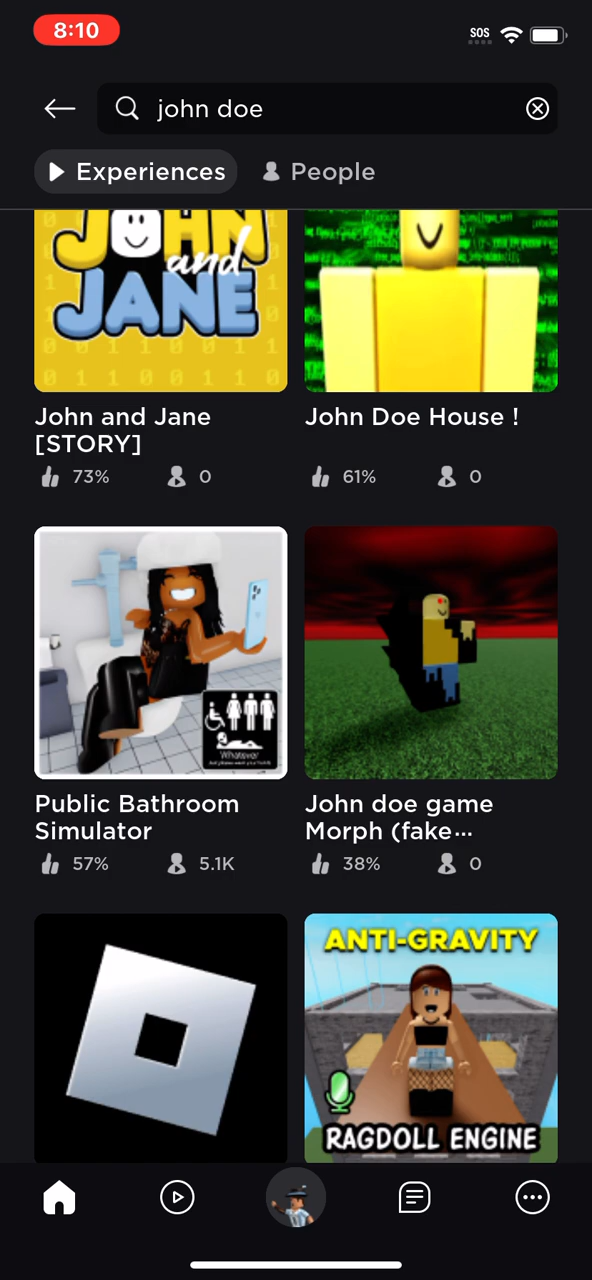 8:10
SOS
john doe
Experiences
People
JOHN
and
JANE
John and Jane
[STORY]
73%
0
John Doe House !
61%
0
Whatever
Public Bathroom
Simulator
57%
5.1K
John doe game
Morph (fake...
38%
0
ANTI-GRAVITY
RAGDOLL ENGINE